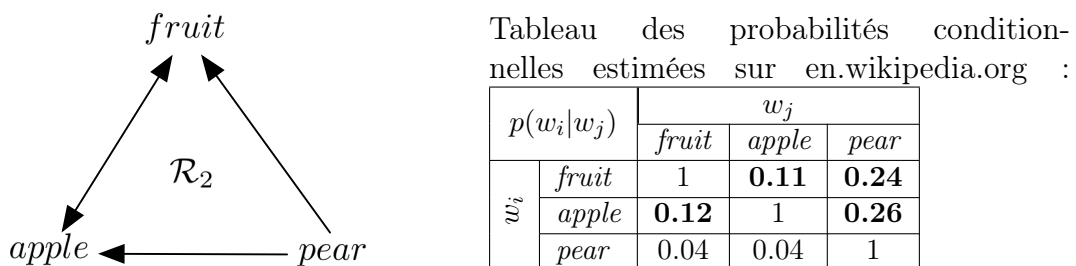 fruit
R₂
apple
pear
Tableau des probabilités condition-
nelles estimées sur en.wikipedia.org :
p(wᵢ|wⱼ) wⱼ
fruit apple pear
wᵢ
fruit 1 0.11 0.24
apple 0.12 1 0.26
pear 0.04 0.04 1